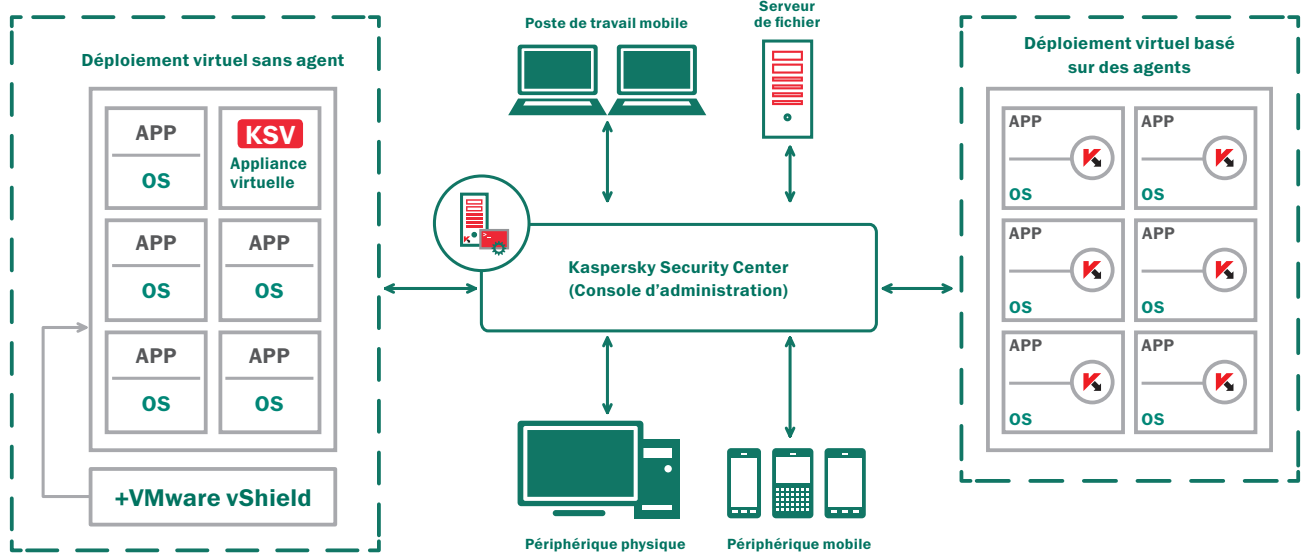 Déploiement virtuel sans agent
APP
OS
KSV
Appliance
virtuelle
APP
OS
APP
OS
APP
OS
APP
OS
+VMware vShield
Poste de travail mobile
Serveur
de fichier
Kaspersky Security Center
(Console d’administration)
Périphérique physique
Périphérique mobile
Déploiement virtuel basé
sur des agents
APP
OS
APP
OS
APP
OS
APP
OS
APP
OS
APP
OS